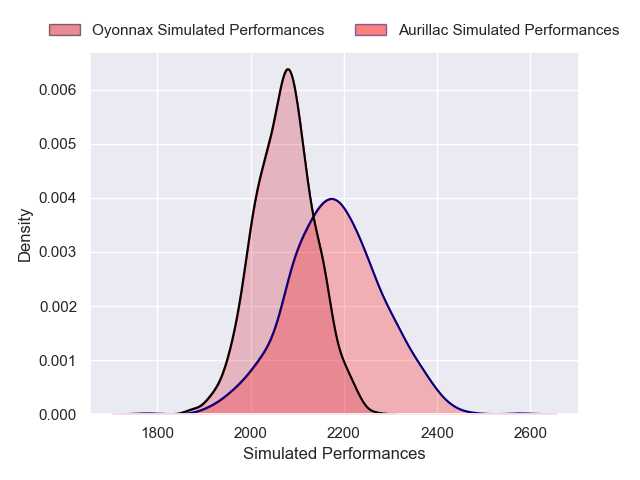 Oyonnax Simulated Performances Aurillac Simulated Performances
0.006
0.005
0.004
0.003
0.002
0.001
0.000
Density
1800 2000 2200 2400 2600
Simulated Performances